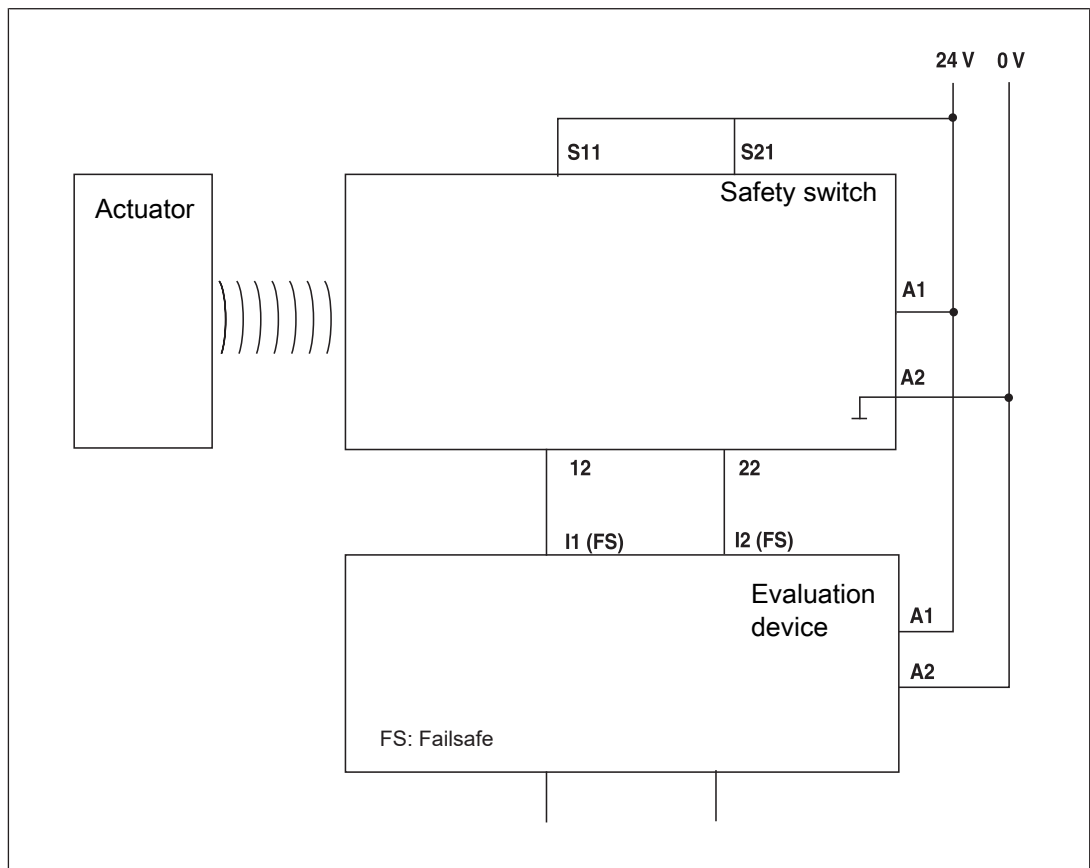 24 V 0 V
S11 S21
Safety switch
Actuator
A1
A2
12 22
I1 (FS) I2 (FS)
Evaluation
device
A1
A2
FS: Failsafe